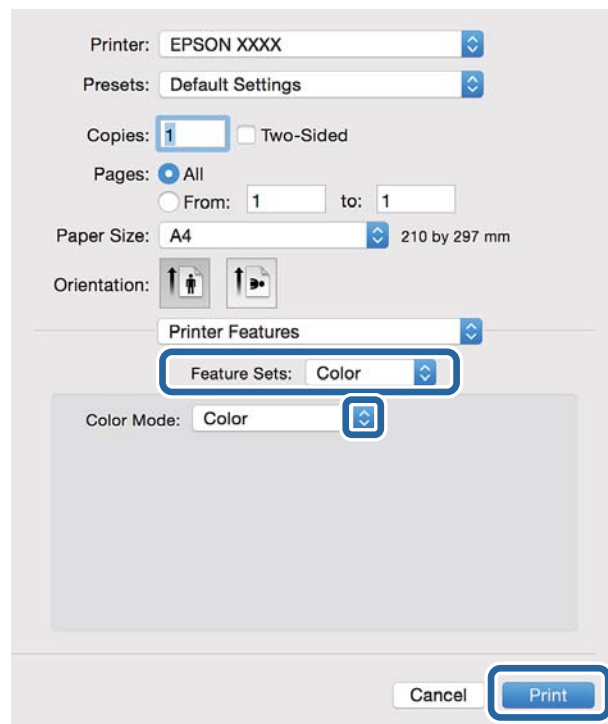 Printer: EPSON XXXX
Presets: Default Settings
Copies: 1 Two-Sided
Pages: All
From: 1 to: 1
Paper Size: A4 210 by 297 mm
Orientation:
Printer Features
Feature Sets: Color
Color Mode: Color
Cancel Print